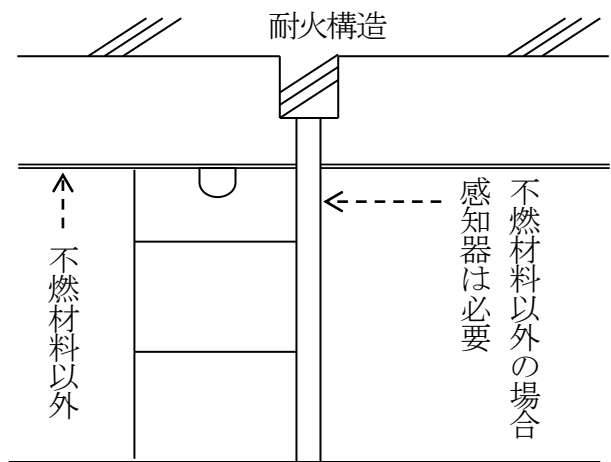 耐火構造
不燃材料以外の場合
感知器は必要
不燃材料以外